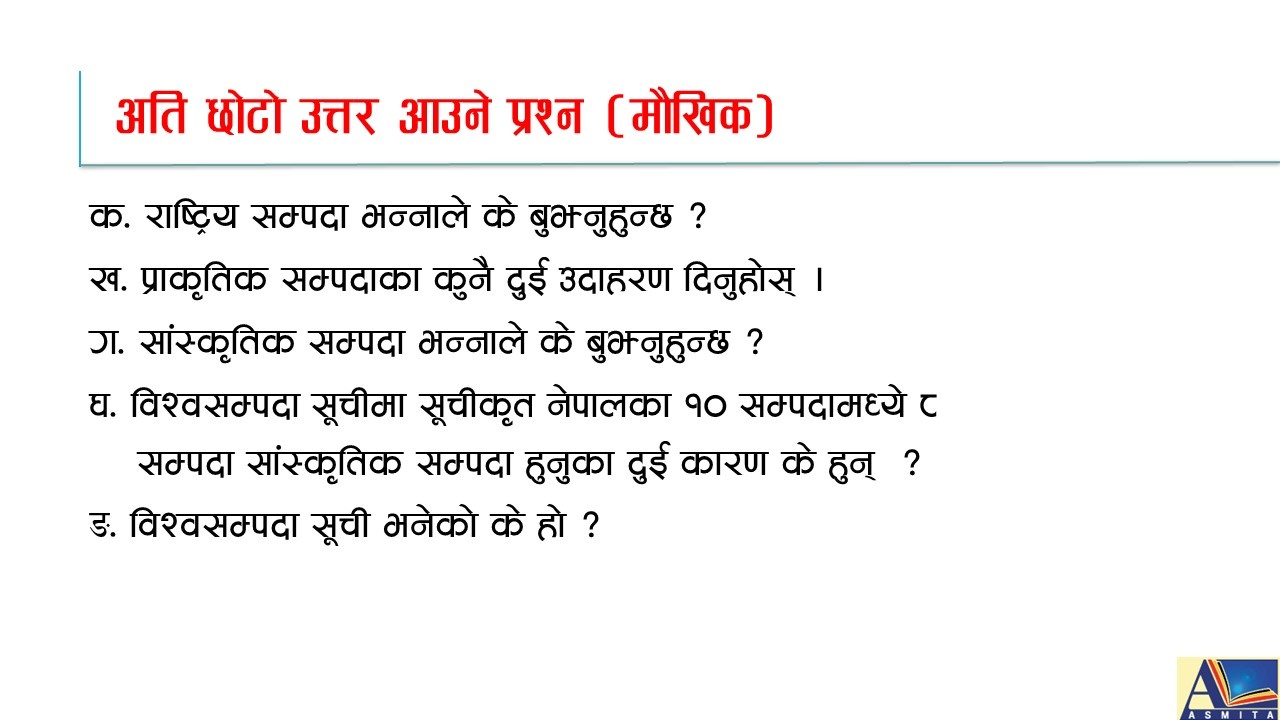 अति छोटो उत्तर आउने प्रश्न (मौखिक)
क. राष्ट्रिय सम्पदा भन्नाले के बुझ्नुहुन्छ ?
ख. प्राकृतिक सम्पदाका कुनै दुई उदाहरण दिनुहोस् ।
ग. सांस्कृतिक सम्पदा भन्नाले के बुझ्नुहुन्छ ?
घ. विश्वसम्पदा सूचीमा सूचीकृत नेपालका १० सम्पदामध्ये ८
सम्पदा सांस्कृतिक सम्पदा हुनुका दुई कारण के हुन् ?
ङ. विश्वसम्पदा सूची भनेको के हो ?
ASMITA